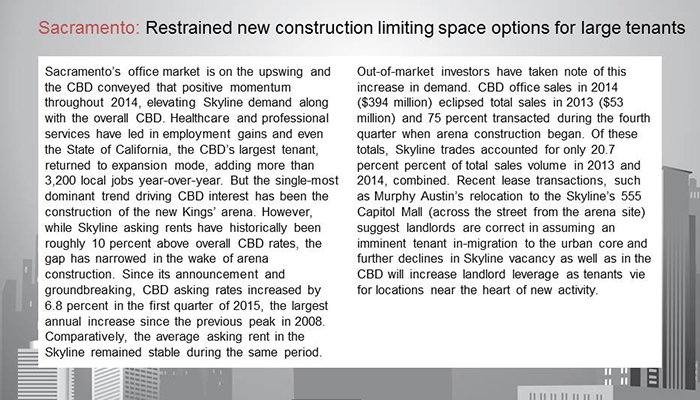 Sacramento: Restrained new construction limiting space options for large tenants
Sacramento's office market is on the upswing and
the CBD conveyed that positive momentum
throughout 2014, elevating Skyline demand along
with the overall CBD. Healthcare and professional
services have led in employment gains and even
the State of California, the CBD's largest tenant,
returned to expansion mode, adding more than
3,200 local jobs year-over-year. But the single-most
dominant trend driving CBD interest has been the
construction of the new Kings' arena. However,
while Skyline asking rents have historically been
roughly 10 percent above overall CBD rates, the
gap has narrowed in the wake of arena
construction. Since its announcement and
groundbreaking, CBD asking rates increased by
6.8 percent in the first quarter of 2015, the largest
annual increase since the previous peak in 2008.
Comparatively, the average asking rent in the
Skyline remained stable during the same period.
Out-of-market investors have taken note of this
increase in demand. CBD office sales in 2014
($394 million) eclipsed total sales in 2013 ($53
million) and 75 percent transacted during the fourth
quarter when arena construction began. Of these
totals, Skyline trades accounted for only 20.7
percent percent of total sales volume in 2013 and
2014, combined. Recent lease transactions, such
as Murphy Austin's relocation to the Skyline's 555
Capitol Mall (across the street from the arena site)
suggest landlords are correct in assuming an
imminent tenant in-migration to the urban core and
further declines in Skyline vacancy as well as in the
CBD will increase landlord leverage as tenants vie
for locations near the heart of new activity.